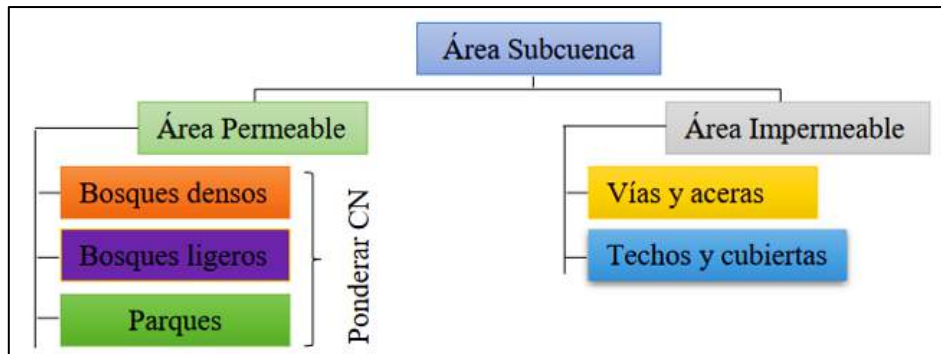 Área Subcuenca
Área Permeable
Área Impermeable
Bosques densos
Vías y aceras
Bosques ligeros
Techos y cubiertas
Parques
Ponderar CN